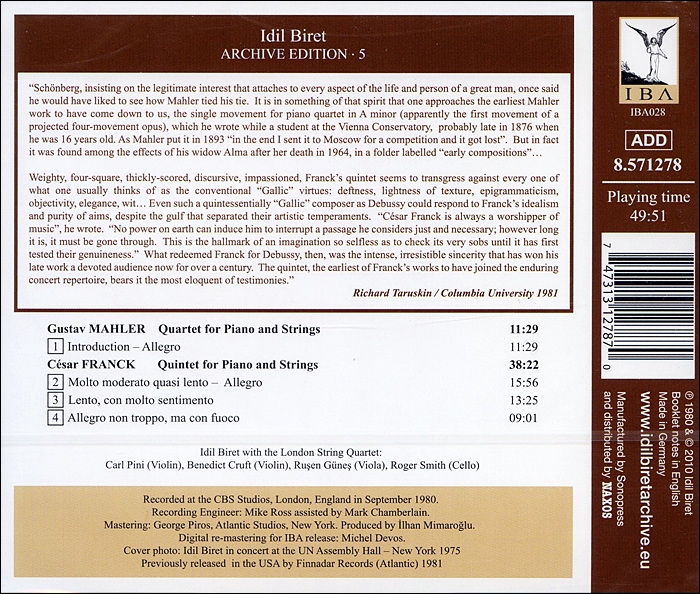 Idil Biret
ARCHIVE EDITION · 5
“Schönberg, insisting on the legitimate interest that attaches to every aspect of the life and person of a great man, once said
he would have liked to see how Mahler tied his tie. It is in something of that spirit that one approaches the earliest Mahler
work to have come down to us, the single movement for piano quartet in A minor (apparently the first movement of a
projected four-movement opus), which he wrote while a student at the Vienna Conservatory, probably late in 1876 when
he was 16 years old. As Mahler put it in 1893 “in the end I sent it to Moscow for a competition and it got lost”. But in fact
it was found among the effects of his widow Alma after her death in 1964, in a folder labelled “early compositions”…
Weighty, four-square, thickly-scored, discursive, impassioned, Franck’s quintet seems to transgress against every one of
what one usually thinks of as the conventional “Gallic” virtues: deftness, lightness of texture, epigrammaticism,
objectivity, elegance, wit… Even such a quintessentially “Gallic” composer as Debussy could respond to Franck’s idealism
and purity of aims, despite the gulf that separated their artistic temperaments. “César Franck is always a worshipper of
music”, he wrote. “No power on earth can induce him to interrupt a passage he considers just and necessary; however long
it is, it must be gone through. This is the hallmark of an imagination so selfless as to check its very sobs until it has first
tested their genuineness.” What redeemed Franck for Debussy, then, was the intense, irresistible sincerity that has won his
late work a devoted audience now for over a century. The quintet, the earliest of Franck’s works to have joined the enduring
concert repertoire, bears it the most eloquent of testimonies.”
Richard Taruskin / Columbia University 1981
Gustav MAHLER Quartet for Piano and Strings 11:29
1 Introduction – Allegro 11:29
César FRANCK Quintet for Piano and Strings 38:22
2 Molto moderato quasi lento – Allegro 15:56
3 Lento, con molto sentimento 13:25
4 Allegro non troppo, ma con fuoco 09:01
Idil Biret with the London String Quartet:
Carl Pini (Violin), Benedict Cruft (Violin), Ruşen Güneş (Viola), Roger Smith (Cello)
Recorded at the CBS Studios, London, England in September 1980.
Recording Engineer: Mike Ross assisted by Mark Chamberlain.
Mastering: George Piros, Atlantic Studios, New York. Produced by İlhan Mimaroğlu.
Digital re-mastering for IBA release: Michel Devos.
Cover photo: Idil Biret in concert at the UN Assembly Hall – New York 1975
Previously released in the USA by Finnadar Records (Atlantic) 1981
IBA
IBA028
ADD
8.571278
Playing time
49:51
7 47313 12787 0
℗ 1980 & © 2010 Idil Biret
Booklet notes in English
Made in Germany
www.idilbiretarchive.eu
Manufactured by Sonopress
and distributed by NAXOS